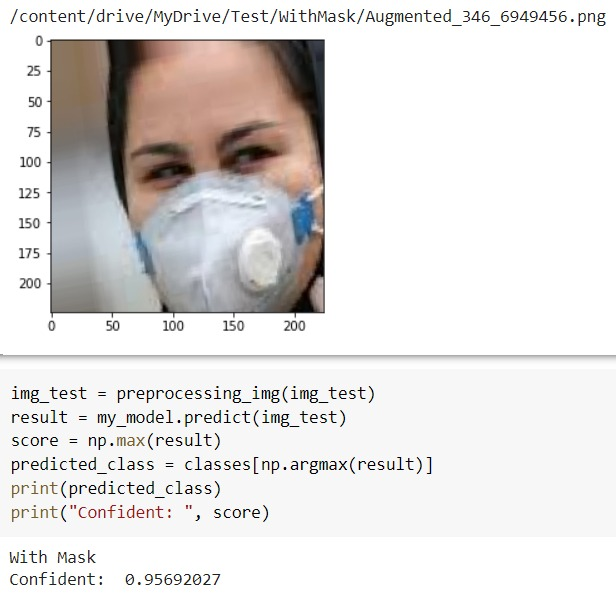 /content/drive/MyDrive/Test/WithMask/Augmented_346_6949456.png
0
25
50
75
100
125
150
175
200
0 50 100 150 200
img_test = preprocessing_img(img_test)
result = my_model.predict(img_test)
score = np.max(result)
predicted_class = classes[np.argmax(result)]
print(predicted_class)
print("Confident: ", score)
With Mask
Confident:  0.95692027